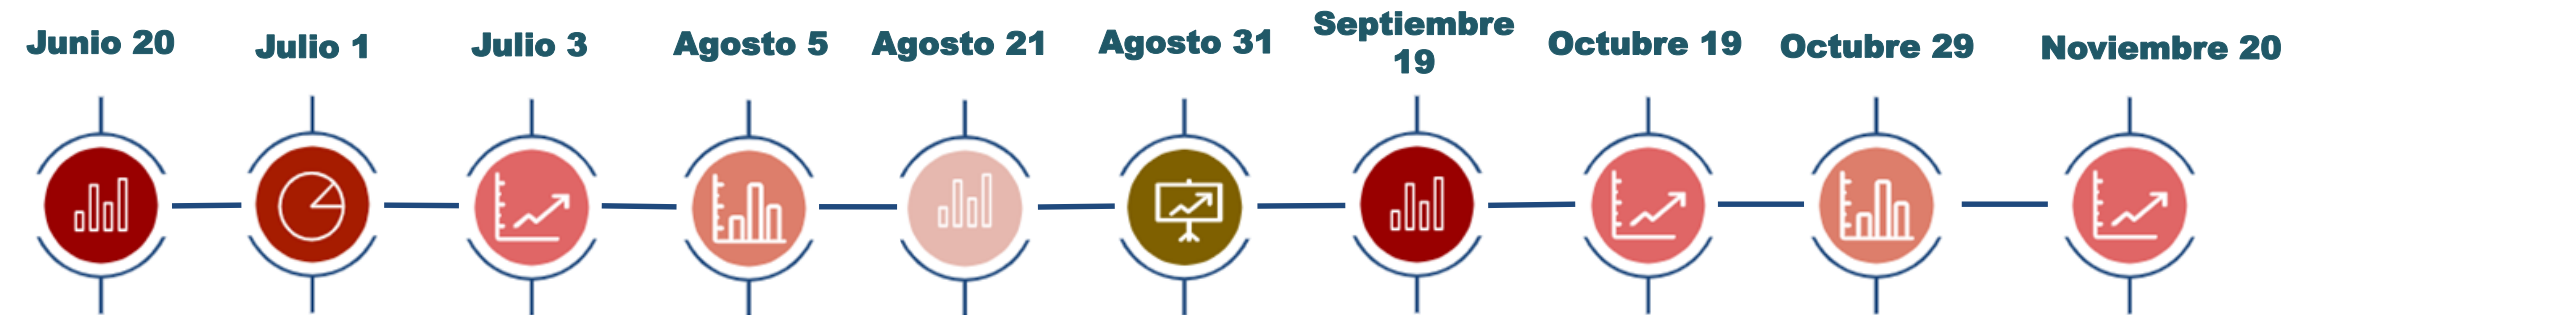 Junio 20
Julio 1
Julio 3
Agosto 5
Agosto 21
Agosto 31
Septiembre
19
Octubre 19
Octubre 29
Noviembre 20